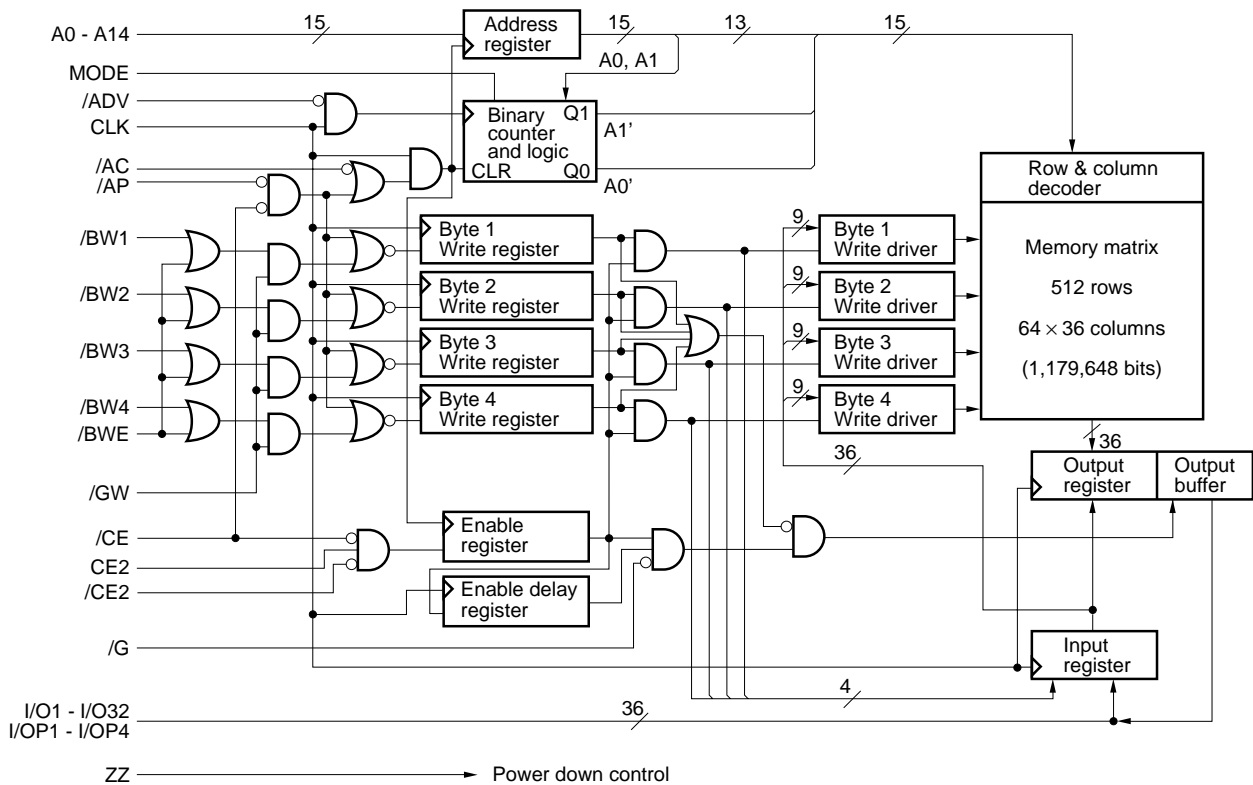 A0 - A14
15
Address
register
15
13
15
A0, A1
MODE
/ADV
CLK
Binary
counter
and logic
CLR
Q1
Q0
A1’
A0’
/AC
/AP
Row & column
decoder
Memory matrix
512 rows
64 × 36 columns
(1,179,648 bits)
/BW1
Byte 1
Write register
9
Byte 1
Write driver
/BW2
Byte 2
Write register
9
Byte 2
Write driver
/BW3
Byte 3
Write register
9
Byte 3
Write driver
/BW4
/BWE
Byte 4
Write register
9
Byte 4
Write driver
36
36
Output
register
Output
buffer
/GW
/CE
CE2
/CE2
Enable
register
Enable delay
register
/G
Input
register
4
I/O1 - I/O32
I/OP1 - I/OP4
36
ZZ
Power down control